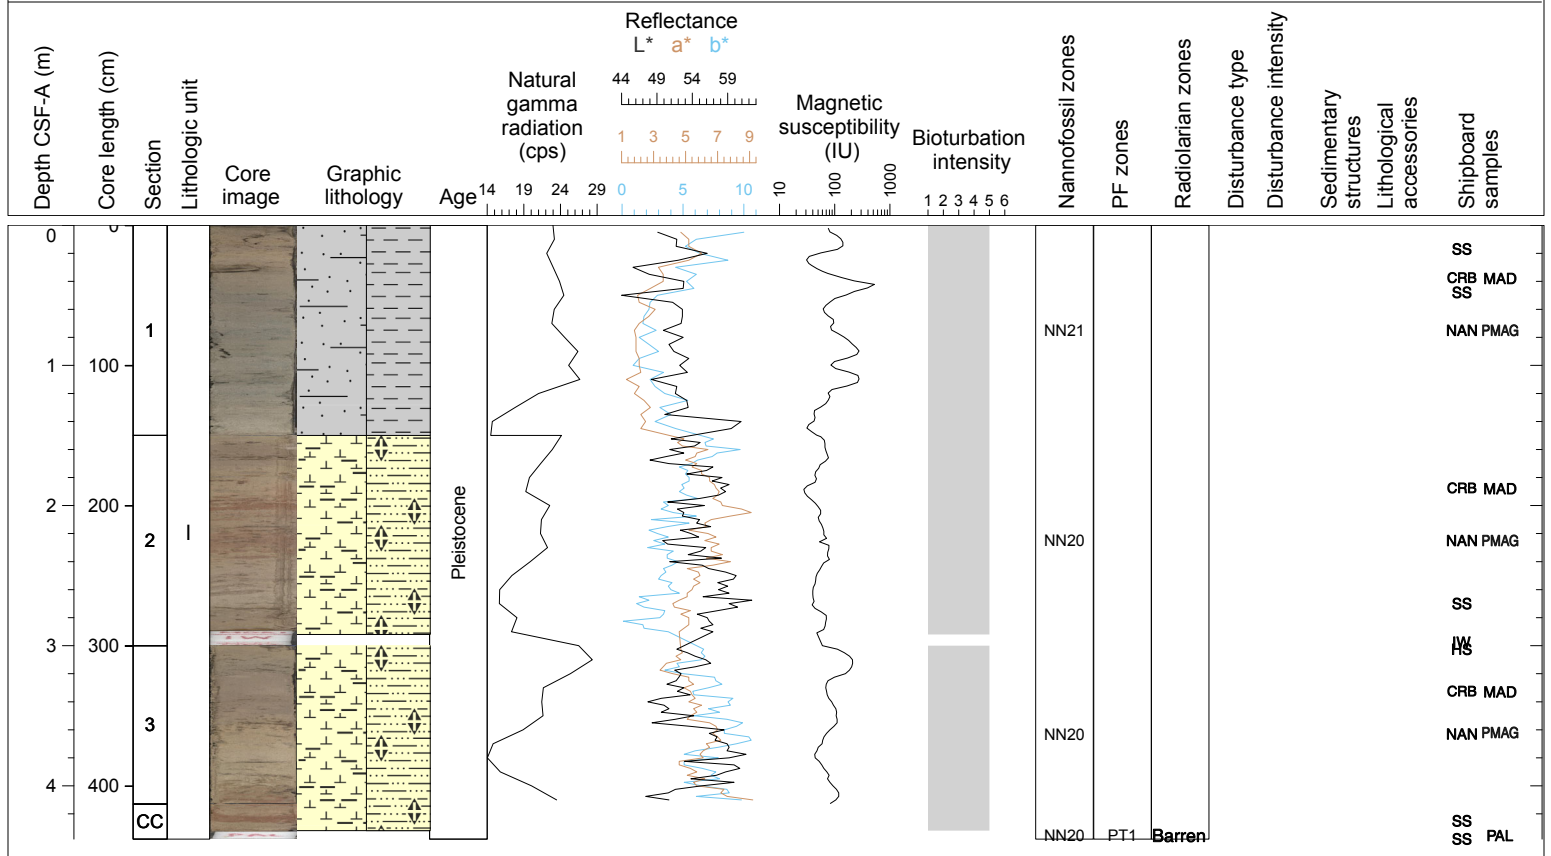 Depth CSF-A (m)
Core length (cm)
Section
Lithologic unit
Core
image
Graphic
lithology
Age
Natural
gamma
radiation
(cps)
14 19 24 29
Reflectance
L* a* b*
44 49 54 59
1 3 5 7 9
0 5 10
Magnetic
susceptibility
(IU)
10 100 1000
Bioturbation
intensity
1 2 3 4 5 6
Nannofossil zones
PF zones
Radiolarian zones
Disturbance type
Disturbance intensity
Sedimentary
structures
Lithological
accessories
Shipboard
samples
0 0
SS
CRB MAD
SS
1 NN21 NAN PMAG
1 100
CRB MAD
2 200
2 I Pleistocene NN20 NAN PMAG
SS
3 300
IW
HS
CRB MAD
3 NN20 NAN PMAG
4 400
CC SS
NN20 PT1 Barren SS PAL